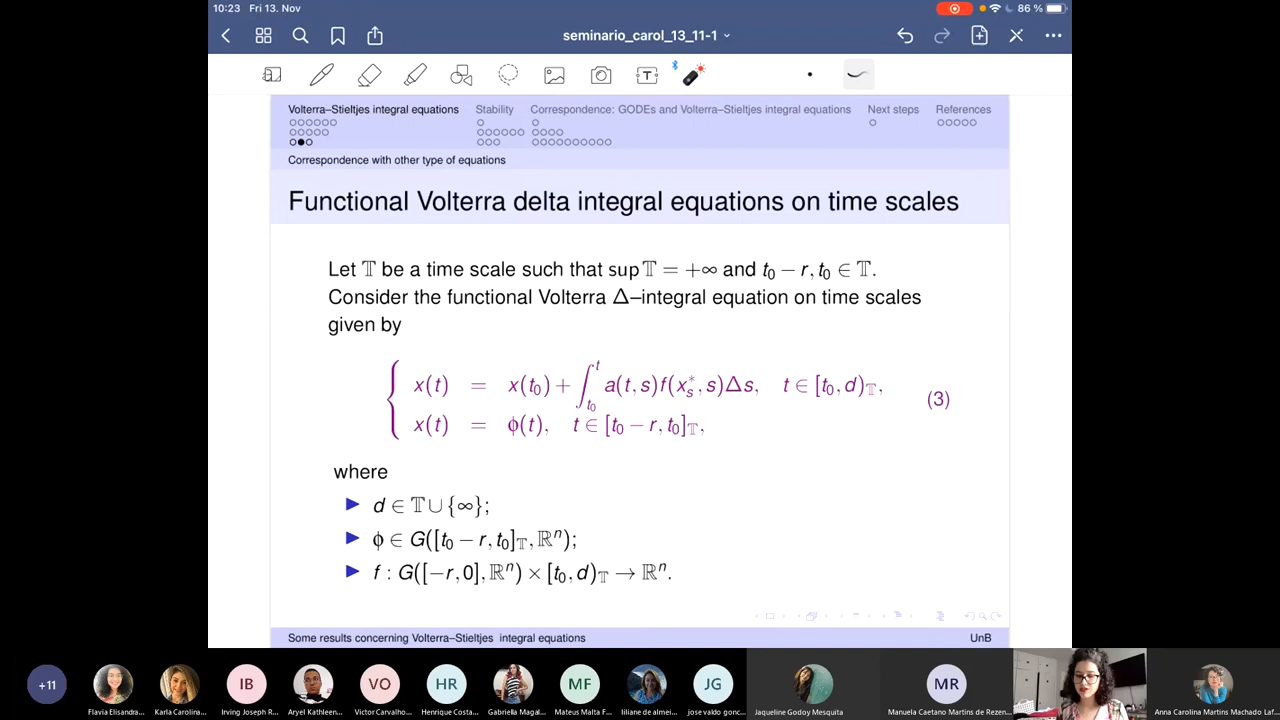 10:23 Fri 13. Nov
86 %
seminario_carol_13_11-1
T
Volterra–Stieltjes integral equations Stability Correspondence: GODEs and Volterra–Stieltjes integral equations Next steps References
Correspondence with other type of equations
Functional Volterra delta integral equations on time scales
Let 𝕋 be a time scale such that sup 𝕋 = +∞ and t₀ − r, t₀ ∈ 𝕋.
Consider the functional Volterra Δ–integral equation on time scales
given by
x(t) = x(t₀) + ∫_{t₀}^{t} a(t, s)f(x_s^*, s)Δs, t ∈ [t₀, d)_𝕋,
(3)
x(t) = ϕ(t), t ∈ [t₀ − r, t₀]_𝕋,
where
▶ d ∈ 𝕋 ∪ {∞};
▶ ϕ ∈ G([t₀ − r, t₀]_𝕋, ℝⁿ);
▶ f : G([−r, 0], ℝⁿ) × [t₀, d)_𝕋 → ℝⁿ.
Some results concerning Volterra–Stieltjes integral equations UnB
+11 IB VO HR MF JG MR
Flavia Elisandra... Karla Carolina... Irving Joseph R... Aryel Kathleen... Victor Carvalho... Henrique Costa... Gabriella Magal... Mateus Malta F... liliane de almei... jose valdo gonc... Jaqueline Godoy Mesquita Manuela Caetano Martins de Rezen... Anna Carolina Martins Machado Laf...